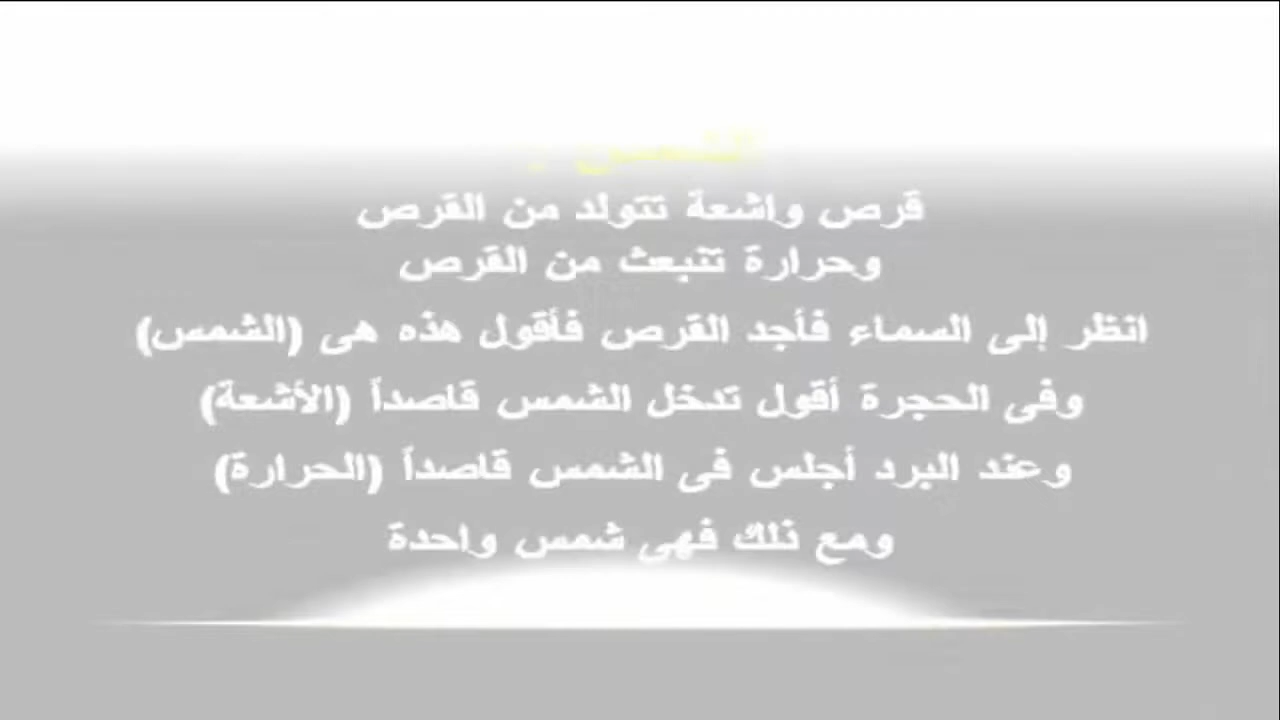 الشمس :
قرص واشعة تتولد من القرص
وحرارة تنبعث من القرص
انظر إلى السماء فأجد القرص فأقول هذه هى (الشمس)
وفى الحجرة أقول تدخل الشمس قاصداً (الأشعة)
وعند البرد أجلس فى الشمس قاصداً (الحرارة)
ومع ذلك فهى شمس واحدة